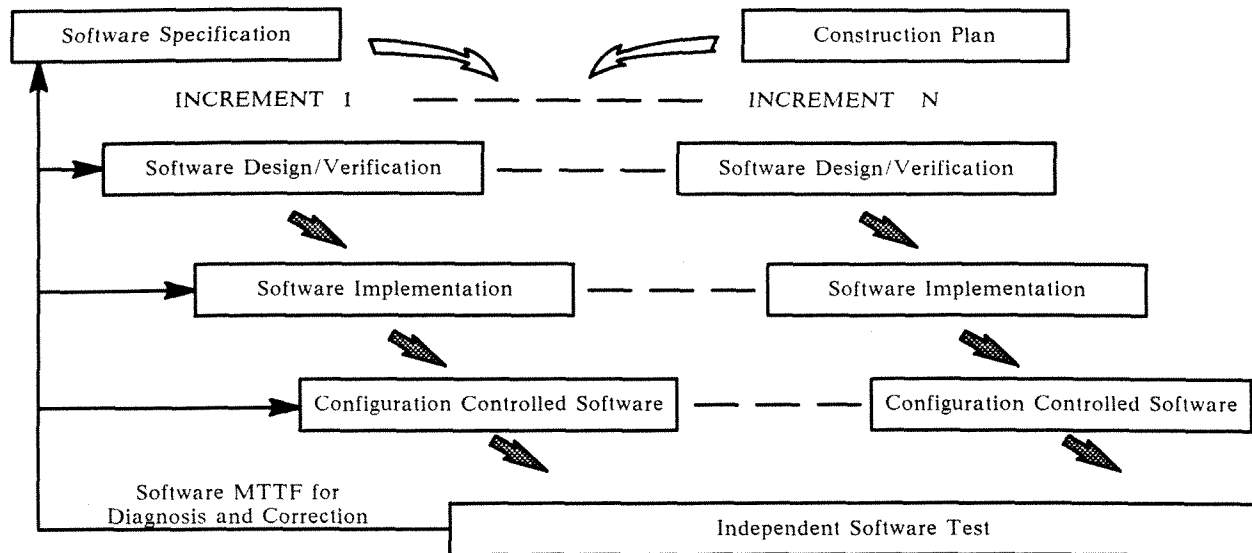 Software Specification
Construction Plan
INCREMENT 1
INCREMENT N
Software Design/Verification
Software Design/Verification
Software Implementation
Software Implementation
Configuration Controlled Software
Configuration Controlled Software
Software MTTF for
Diagnosis and Correction
Independent Software Test